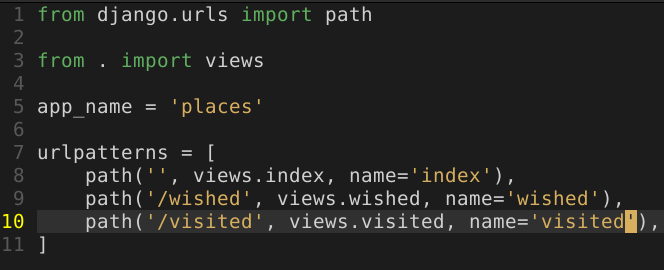 1 from django.urls import path
2
3 from . import views
4
5 app_name = 'places'
6
7 urlpatterns = [
8     path('', views.index, name='index'),
9     path('/wished', views.wished, name='wished'),
10     path('/visited', views.visited, name='visited'),
11 ]